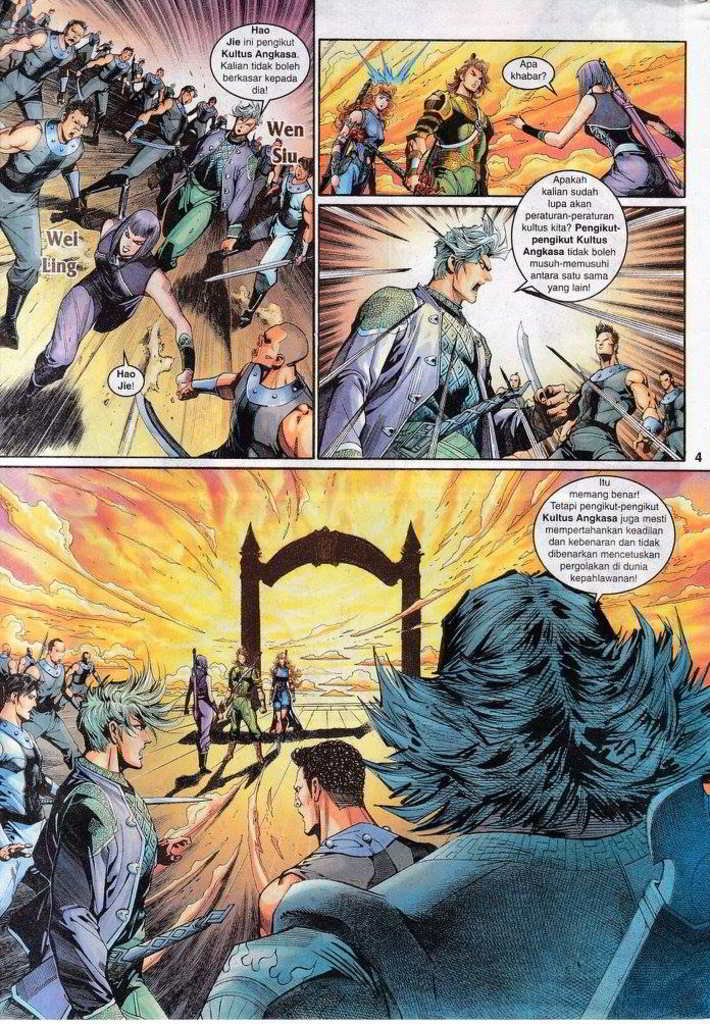 Hao
Jie ini pengikut
Kultus Angkasa.
Kalian tidak boleh
berkasar kepada
dia!
Wen
Siu
Wei
Ling
Hao
Jie!
Apa
khabar?
Apakah
kalian sudah
lupa akan
peraturan-peraturan
kultus kita? Pengikut-
pengikut Kultus
Angkasa tidak boleh
musuh-memusuhi
antara satu sama
yang lain!
4
Itu
memang benar!
Tetapi pengikut-pengikut
Kultus Angkasa juga mesti
mempertahankan keadilan
dan kebenaran dan tidak
dibenarkan mencetuskan
pergolakan di dunia
kepahlawanan!